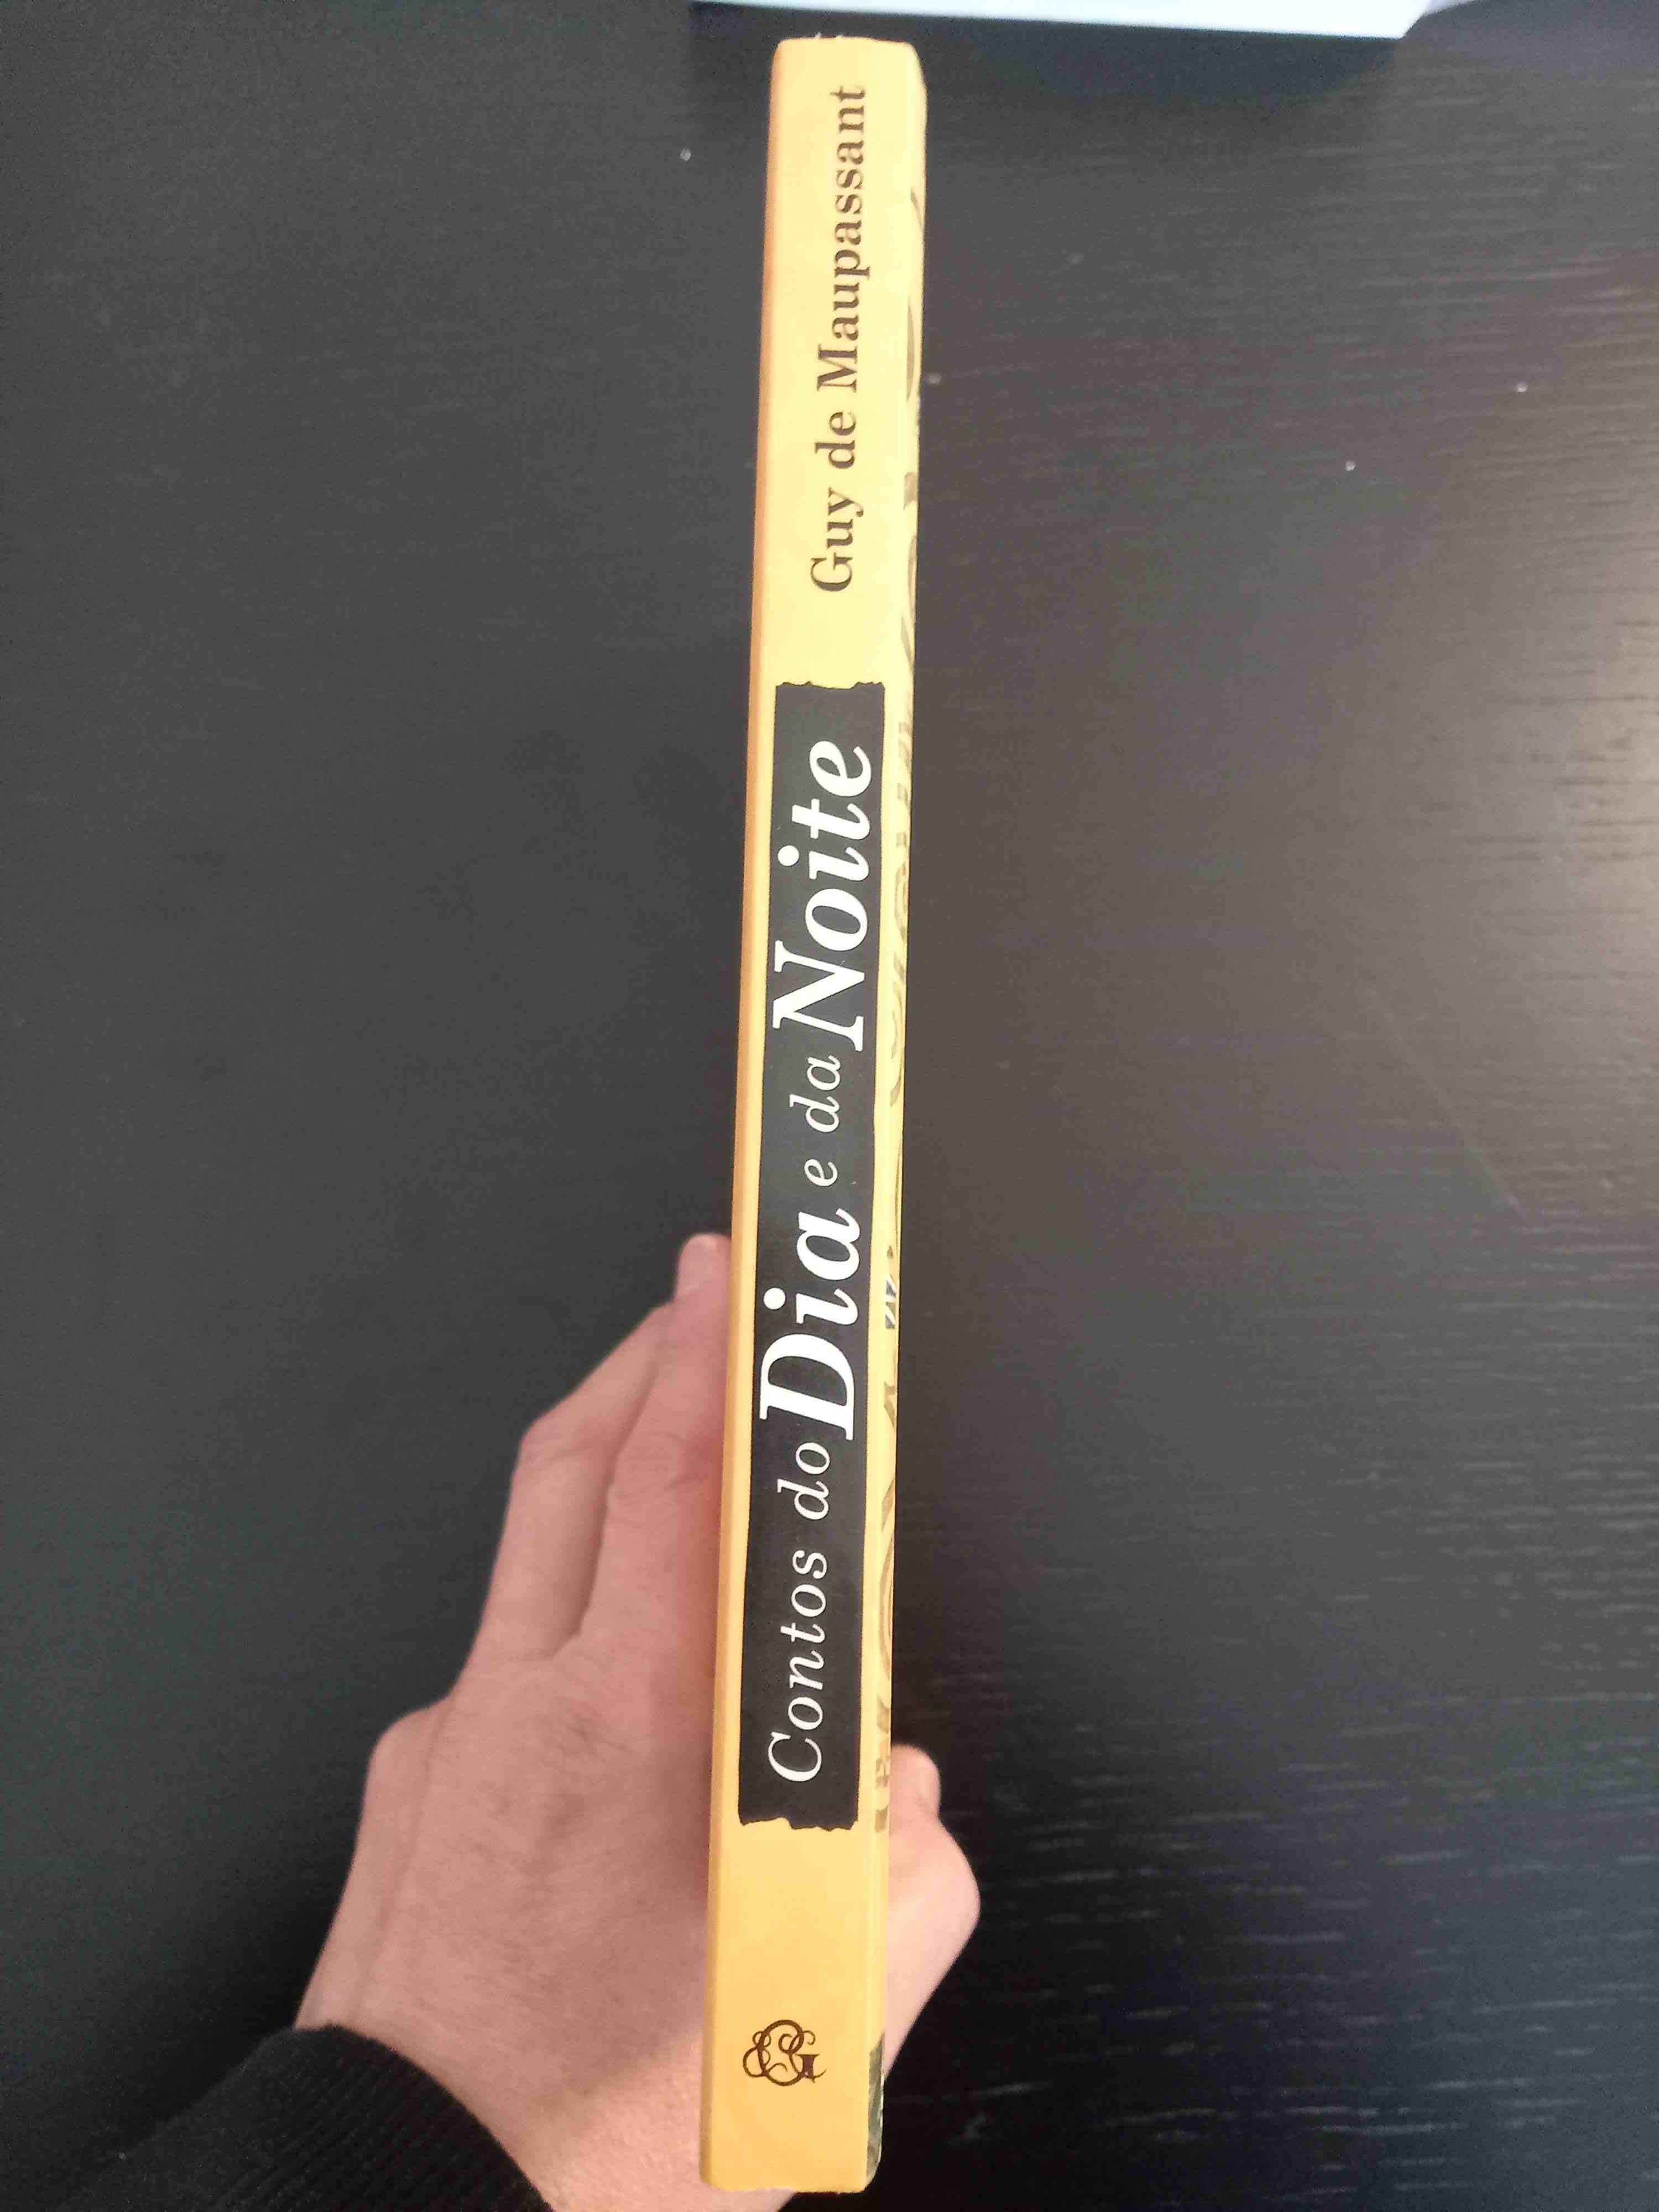 Guy de Maupassant
Contos do Dia e da Noite